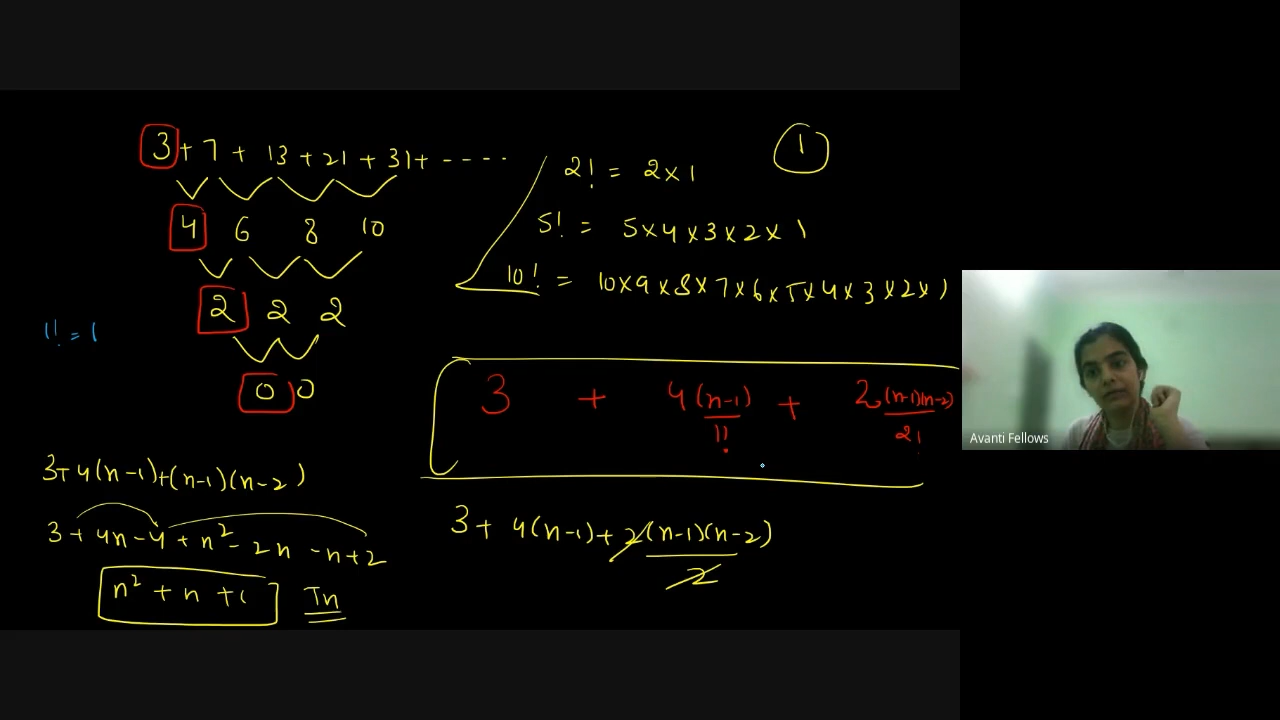 3 + 7 + 13 + 21 + 31 + ----
4 6 8 10
2 2 2
0 0
1! = 1
2! = 2×1
5! = 5×4×3×2×1
10! = 10×9×8×7×6×5×4×3×2×1
1
3 + 4(n-1)/1! + 2(n-1)(n-2)/2!
3+4(n-1)+(n-1)(n-2)
3+4n-4+n²-2n-n+2
n²+n+1 Tn
3+4(n-1)+2(n-1)(n-2)/2
Avanti Fellows